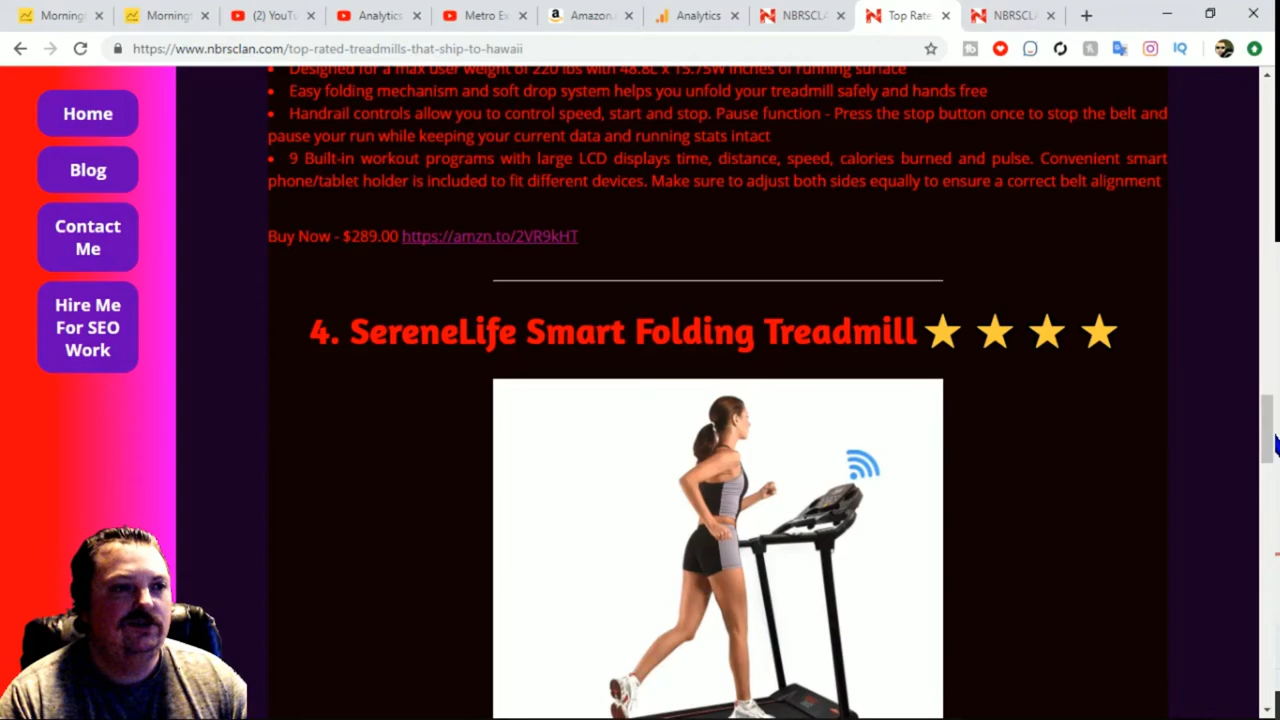 Morning
Morning
(2) YouTu
Analytics
Metro Ex
Amazon.
Analytics
NBRSCLA
Top Rate
NBRSCL
https://www.nbrsclan.com/top-rated-treadmills-that-ship-to-hawaii
IQ
Home
Blog
Contact
Me
Hire Me
For SEO
Work
Designed for a max user weight of 220 lbs with 48.8L x 15.75W inches of running surface
• Easy folding mechanism and soft drop system helps you unfold your treadmill safely and hands free
• Handrail controls allow you to control speed, start and stop. Pause function - Press the stop button once to stop the belt and
pause your run while keeping your current data and running stats intact
• 9 Built-in workout programs with large LCD displays time, distance, speed, calories burned and pulse. Convenient smart
phone/tablet holder is included to fit different devices. Make sure to adjust both sides equally to ensure a correct belt alignment
Buy Now - $289.00 https://amzn.to/2VR9kHT
4. SereneLife Smart Folding Treadmill